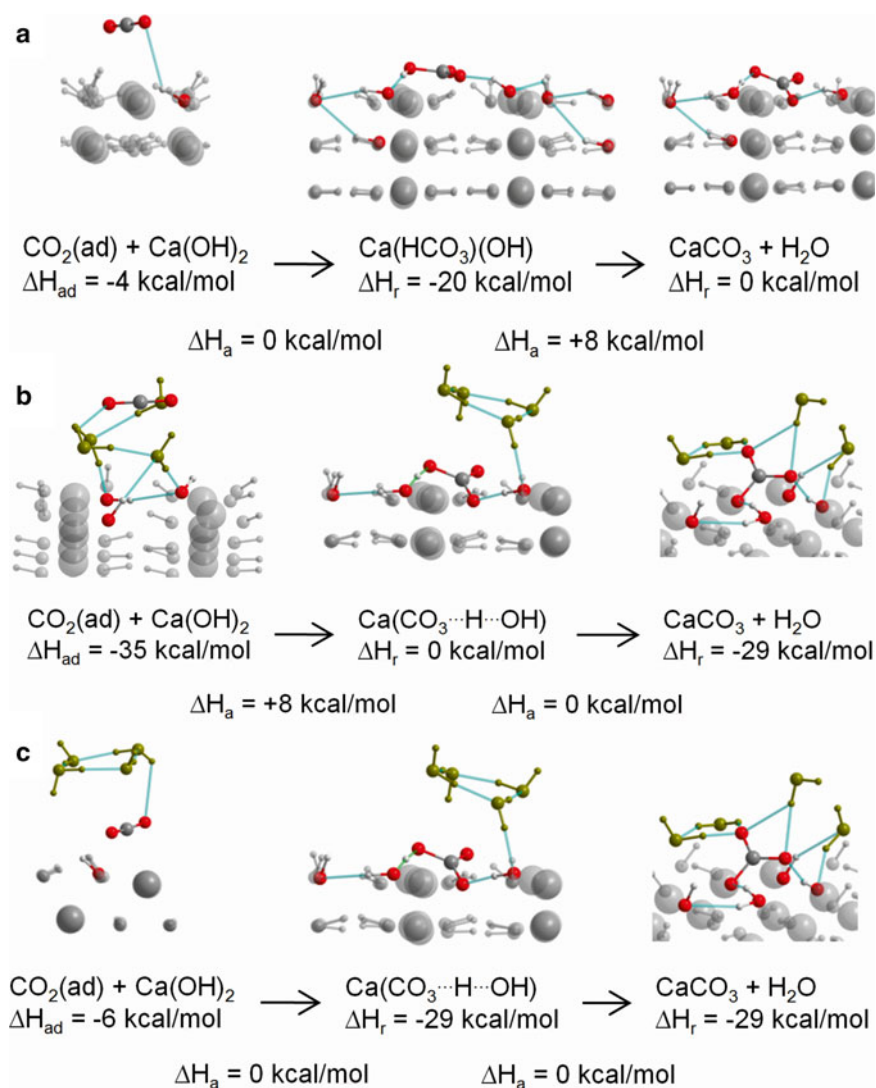 a
CO₂(ad) + Ca(OH)₂ → Ca(HCO₃)(OH) → CaCO₃ + H₂O
ΔHad = -4 kcal/mol ΔHr = -20 kcal/mol ΔHr = 0 kcal/mol
ΔHa = 0 kcal/mol ΔHa = +8 kcal/mol
b
CO₂(ad) + Ca(OH)₂ → Ca(CO₃···H···OH) → CaCO₃ + H₂O
ΔHad = -35 kcal/mol ΔHr = 0 kcal/mol ΔHr = -29 kcal/mol
ΔHa = +8 kcal/mol ΔHa = 0 kcal/mol
c
CO₂(ad) + Ca(OH)₂ → Ca(CO₃···H···OH) → CaCO₃ + H₂O
ΔHad = -6 kcal/mol ΔHr = -29 kcal/mol ΔHr = -29 kcal/mol
ΔHa = 0 kcal/mol ΔHa = 0 kcal/mol